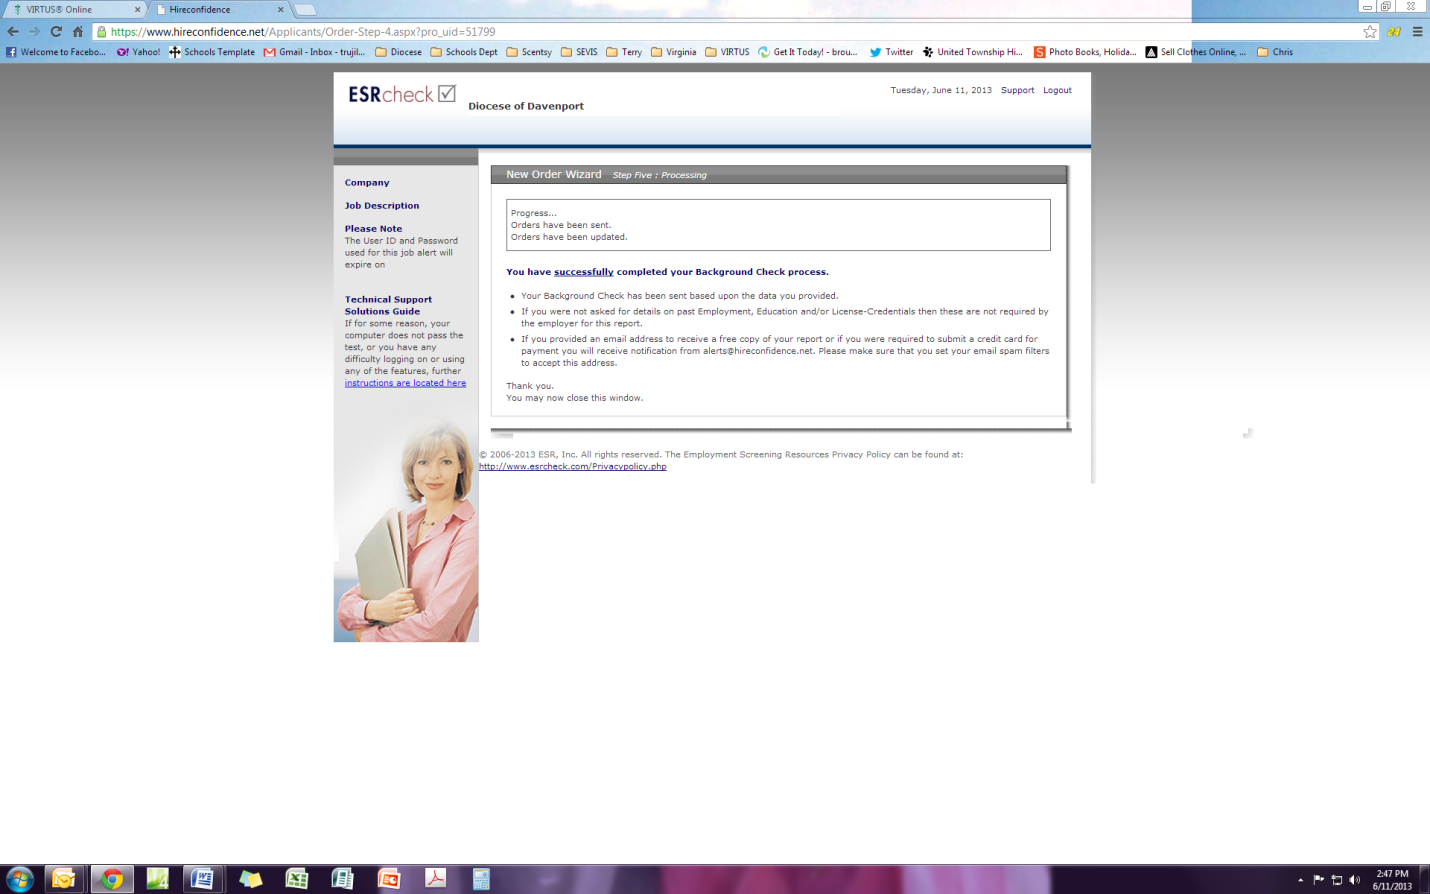 VIRTUS® Online
Hireconfidence
https://www.hireconfidence.net/Applicants/Order-Step-4.aspx?pro_uid=51799
24
Welcome to Facebo... Yahoo! Schools Template Gmail - Inbox - trujil... Diocese Schools Dept Scentsy SEVIS Terry Virginia VIRTUS Get It Today! - brou... Twitter United Township Hi... Photo Books, Holida... Sell Clothes Online, ... Chris
ESRcheck
Diocese of Davenport
Tuesday, June 11, 2013 Support Logout
Company
Job Description
Please Note
The User ID and Password
used for this job alert will
expire on
Technical Support
Solutions Guide
If for some reason, your
computer does not pass the
test, or you have any
difficulty logging on or using
any of the features, further
instructions are located here
New Order Wizard Step Five : Processing
Progress...
Orders have been sent.
Orders have been updated.
You have successfully completed your Background Check process.
• Your Background Check has been sent based upon the data you provided.
• If you were not asked for details on past Employment, Education and/or License-Credentials then these are not required by
the employer for this report.
• If you provided an email address to receive a free copy of your report or if you were required to submit a credit card for
payment you will receive notification from alerts@hireconfidence.net. Please make sure that you set your email spam filters
to accept this address.
Thank you.
You may now close this window.
© 2006-2013 ESR, Inc. All rights reserved. The Employment Screening Resources Privacy Policy can be found at:
http://www.esrcheck.com/Privacypolicy.php
2:47 PM
6/11/2013